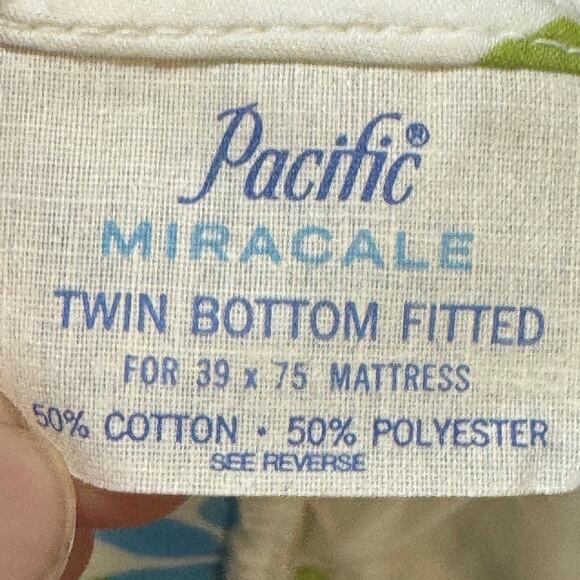 Pacific®
MIRACALE
TWIN BOTTOM FITTED
FOR 39 x 75 MATTRESS
50% COTTON • 50% POLYESTER
SEE REVERSE